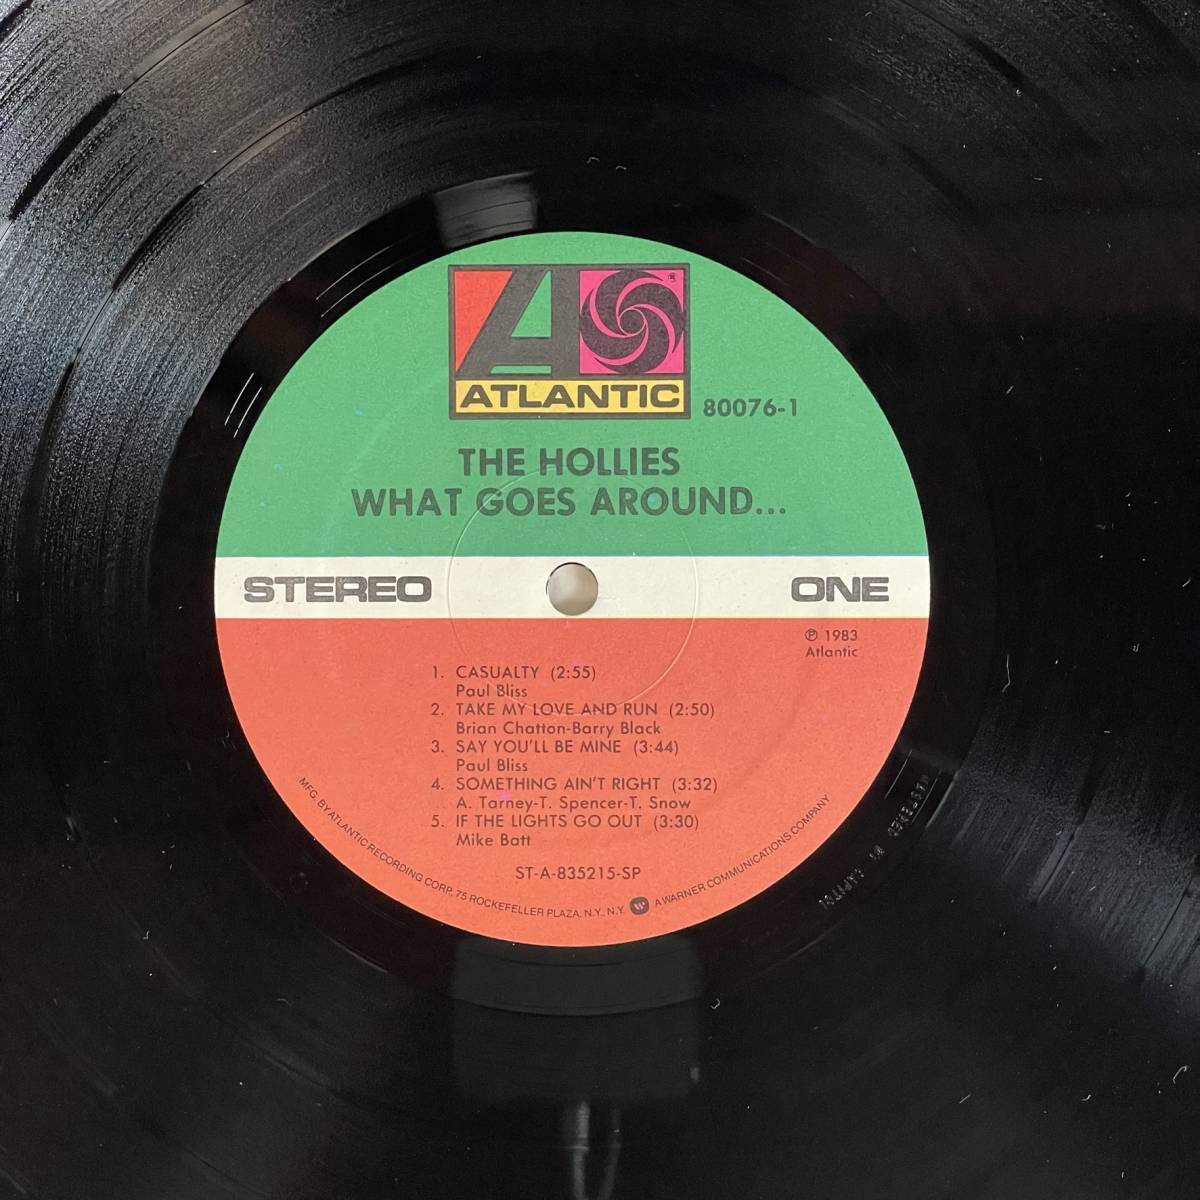 ATLANTIC
80076-1
THE HOLLIES
WHAT GOES AROUND...
STEREO
ONE
℗ 1983
Atlantic
1. CASUALTY (2:55)
Paul Bliss
2. TAKE MY LOVE AND RUN (2:50)
Brian Chatton-Barry Black
3. SAY YOU'LL BE MINE (3:44)
Paul Bliss
4. SOMETHING AIN'T RIGHT (3:32)
A. Tarney-T. Spencer-T. Snow
5. IF THE LIGHTS GO OUT (3:30)
Mike Batt
ST-A-835215-SP
MFG. BY ATLANTIC RECORDING CORP., 75 ROCKEFELLER PLAZA, N.Y., N.Y. A WARNER COMMUNICATIONS COMPANY